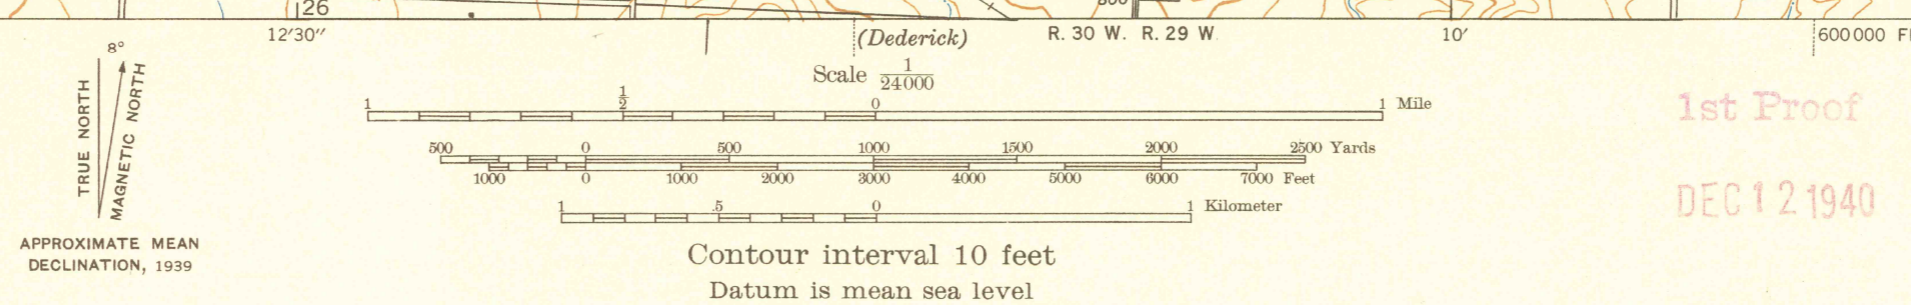 26
12′30″
(Dederick)
R. 30 W. R. 29 W.
10′
600000 F
8°
TRUE NORTH
MAGNETIC NORTH
APPROXIMATE MEAN
DECLINATION, 1939
Scale 1/24000
1 1/2 0 1 Mile
500 0 500 1000 1500 2000 2500 Yards
1000 0 1000 2000 3000 4000 5000 6000 7000 Feet
1 .5 0 1 Kilometer
Contour interval 10 feet
Datum is mean sea level
1st Proof
DEC 12 1940